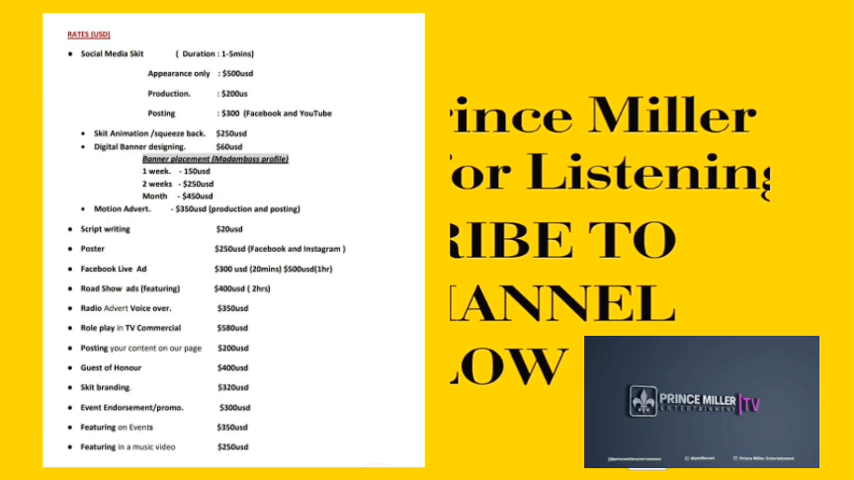 RATES (USD)
● Social Media Skit ( Duration : 1-5mins)
Appearance only : $500usd
Production. : $200us
Posting : $300 (Facebook and YouTube
• Skit Animation /squeeze back. $250usd
• Digital Banner designing. $60usd
Banner placement (Madamboss profile)
1 week. - 150usd
2 weeks - $250usd
Month - $450usd
• Motion Advert. - $350usd (production and posting)
● Script writing $20usd
● Poster $250usd (Facebook and Instagram )
● Facebook Live Ad $300 usd (20mins) $500usd(1hr)
● Road Show ads (featuring) $400usd ( 2hrs)
● Radio Advert Voice over. $350usd
● Role play in TV Commercial $580usd
● Posting your content on our page $200usd
● Guest of Honour $400usd
● Skit branding. $320usd
● Event Endorsement/promo. $300usd
● Featuring on Events $350usd
● Featuring in a music video $250usd
rince Miller
or Listening
RIBE TO
HANNEL
LOW
PRINCE MILLER TV
ENTERTAINMENT
Prince Miller Entertainment